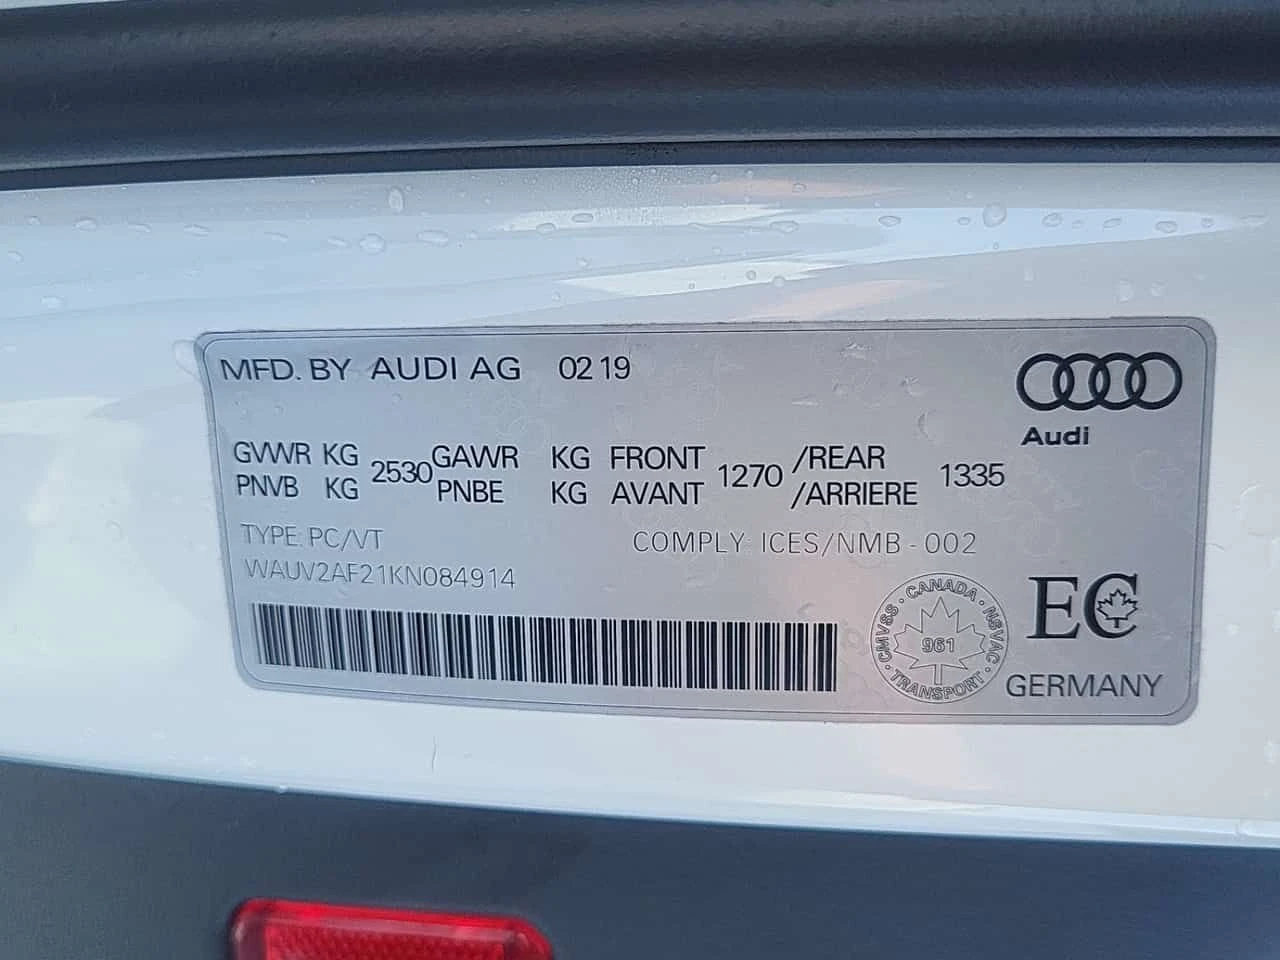 MFD. BY AUDI AG 02 19
Audi
GVWR KG 2530 GAWR KG FRONT 1270 /REAR 1335
PNVB KG PNBE KG AVANT /ARRIERE
TYPE: PC/VT COMPLY: ICES/NMB - 002
WAUV2AF21KN084914
CANADA · NSVAC · TRANSPORT · CMVSS ·
961
EC
GERMANY